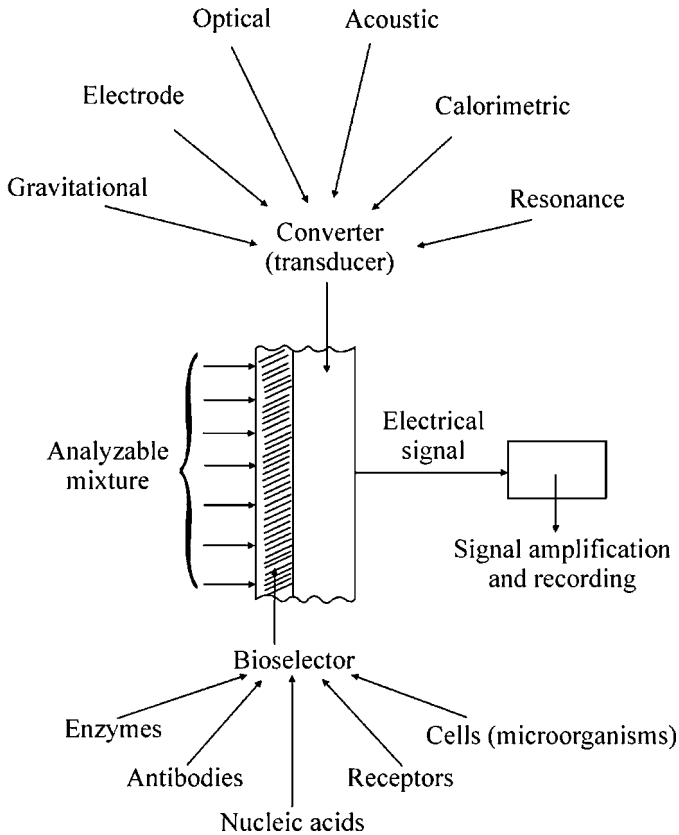 Optical
Acoustic
Electrode
Calorimetric
Gravitational
Resonance
Converter
(transducer)
Analyzable
mixture
Electrical
signal
Signal amplification
and recording
Bioselector
Enzymes
Cells (microorganisms)
Antibodies
Receptors
Nucleic acids